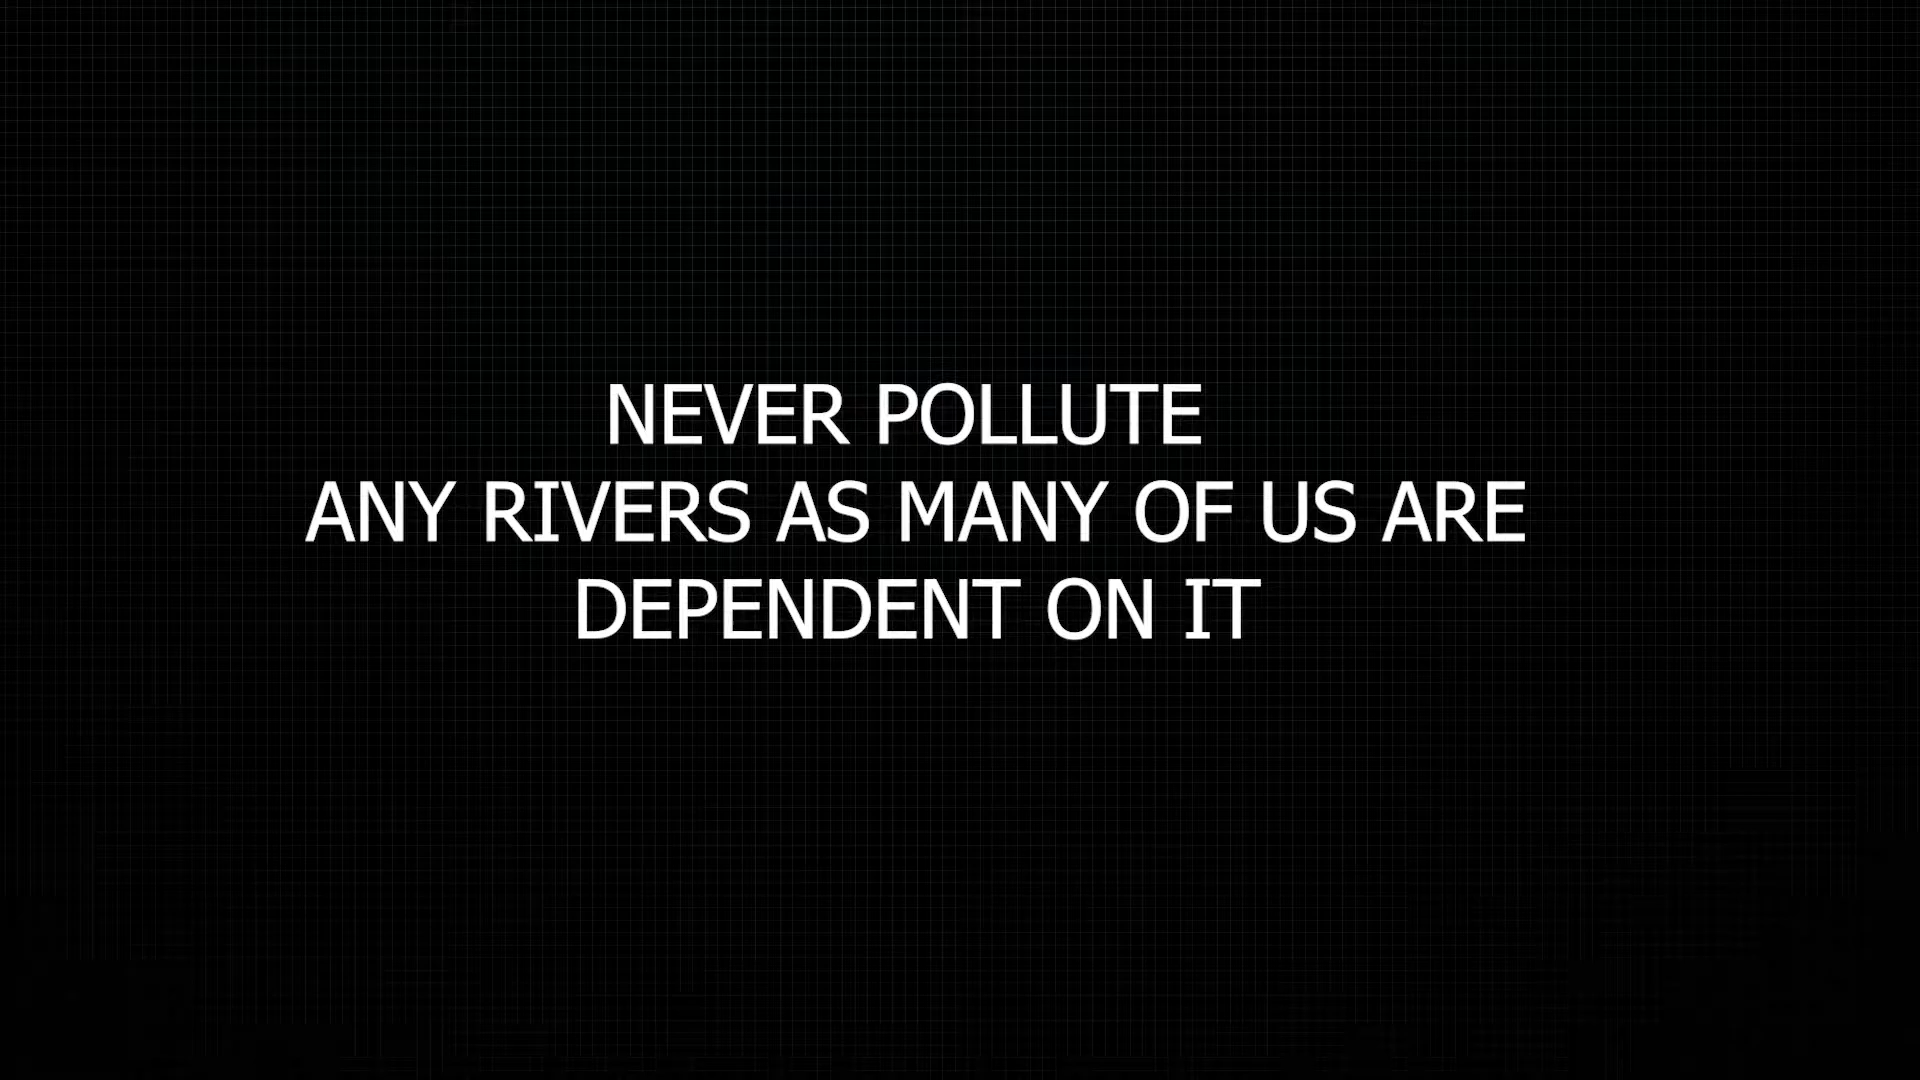 NEVER POLLUTE
ANY RIVERS AS MANY OF US ARE
DEPENDENT ON IT